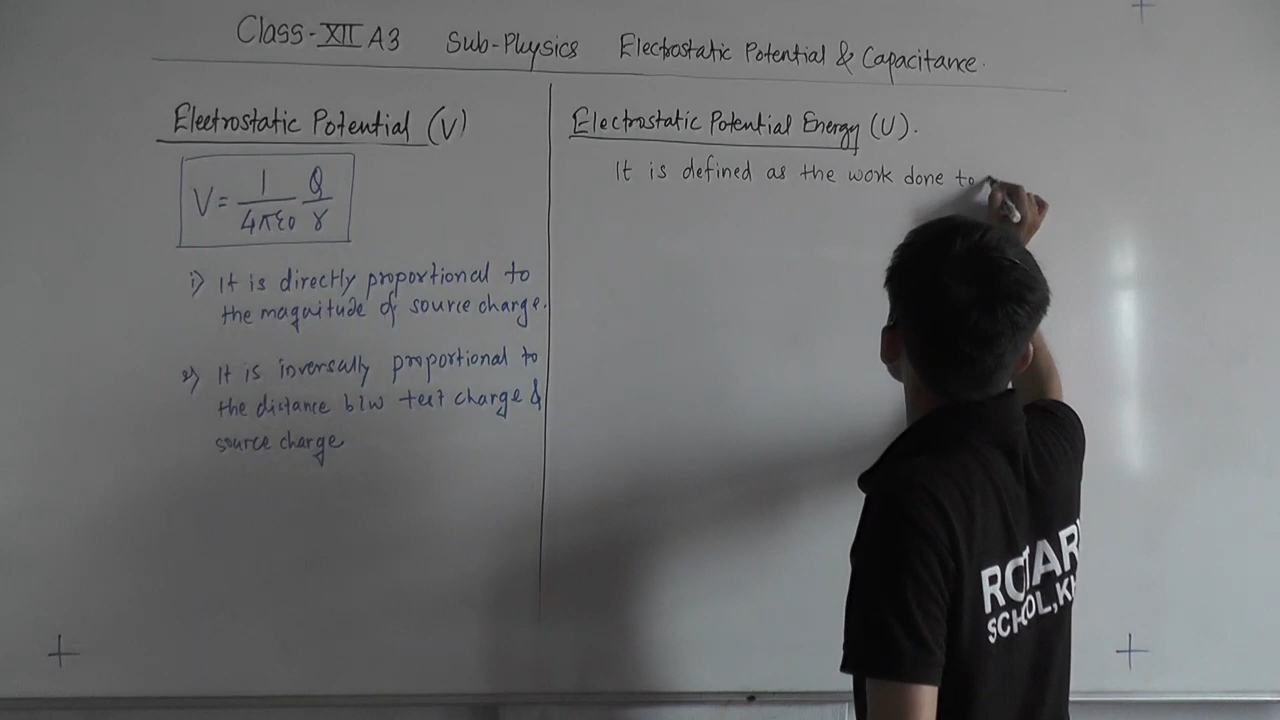 Class-XII A3 Sub-Physics Electrostatic Potential & Capacitance.
Electrostatic Potential (V)
V = 1/4πε0 Q/r
i) It is directly proportional to
the magnitude of source charge.
2) It is inversally proportional to
the distance b/w test charge &
source charge
Electrostatic Potential Energy (U).
It is defined as the work done to
SCHOOL,